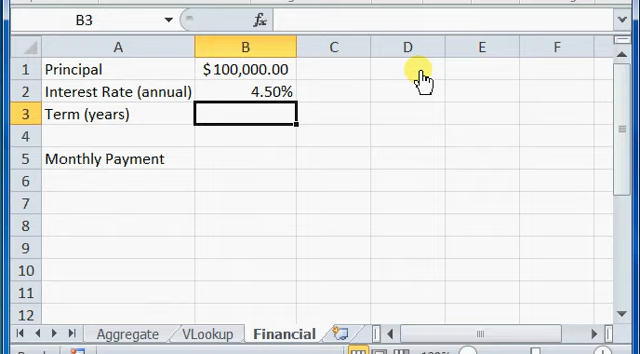 B3 fx
A B C D E F
1 Principal $100,000.00
2 Interest Rate (annual) 4.50%
3 Term (years)
4
5 Monthly Payment
6
7
8
9
10
11
12
Aggregate VLookup Financial